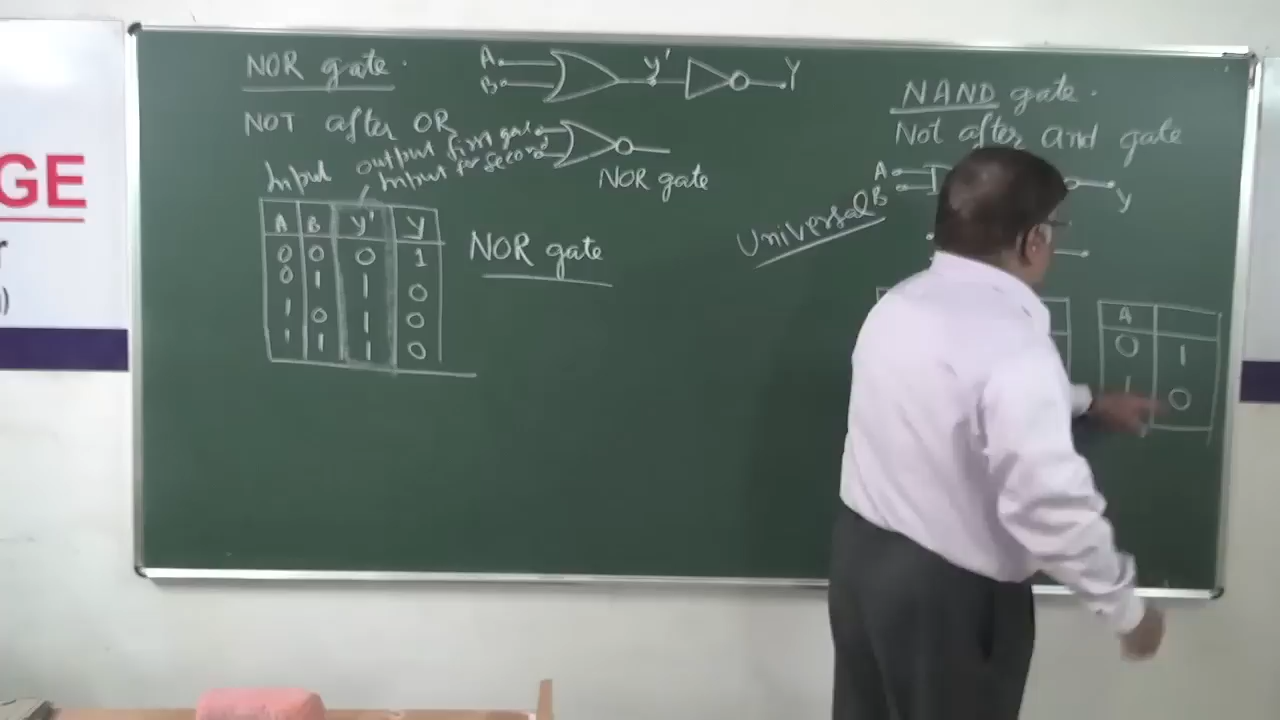 NOR gate.
NOT after OR
A
B
y'
Y
output first gate
Input for second
NOR gate
Input
A B y' y
0 0 0 1
0 1 1 0
1 0 1 0
1 1 1 0
NOR gate
Universal
NAND gate.
Not after and gate
A
B
y
A
0 1
1 0
GE
r
)